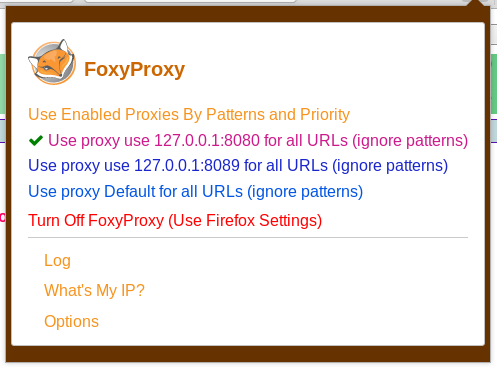 FoxyProxy
Use Enabled Proxies By Patterns and Priority
Use proxy use 127.0.0.1:8080 for all URLs (ignore patterns)
Use proxy use 127.0.0.1:8089 for all URLs (ignore patterns)
Use proxy Default for all URLs (ignore patterns)
Turn Off FoxyProxy (Use Firefox Settings)
Log
What's My IP?
Options